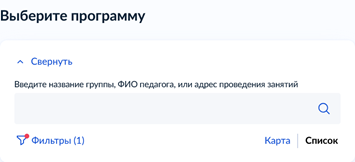 Выберите программу
Свернуть
Введите название группы, ФИО педагога, или адрес проведения занятий
Фильтры (1) Карта Список